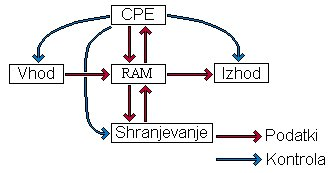 CPE
Vhod
RAM
Izhod
Shranjevanje
Podatki
Kontrola